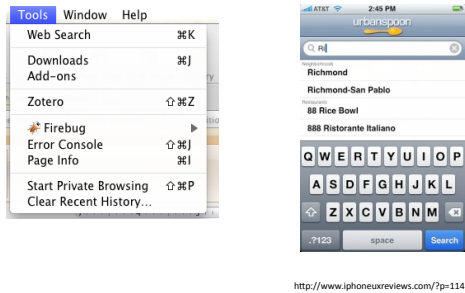 Tools Window Help
Web Search ⌘K
Downloads ⌘J
Add-ons
Zotero ⇧⌘Z
Firebug ▶
Error Console ⇧⌘J
Page Info ⌘I
Start Private Browsing ⇧⌘P
Clear Recent History...
AT&T 2:45 PM
urbanspoon
Ri
Neighborhoods
Richmond
Richmond-San Pablo
Restaurants
88 Rice Bowl
888 Ristorante Italiano
Q W E R T Y U I O P
A S D F G H J K L
Z X C V B N M
.?123 space Search
http://www.iphoneuxreviews.com/?p=114